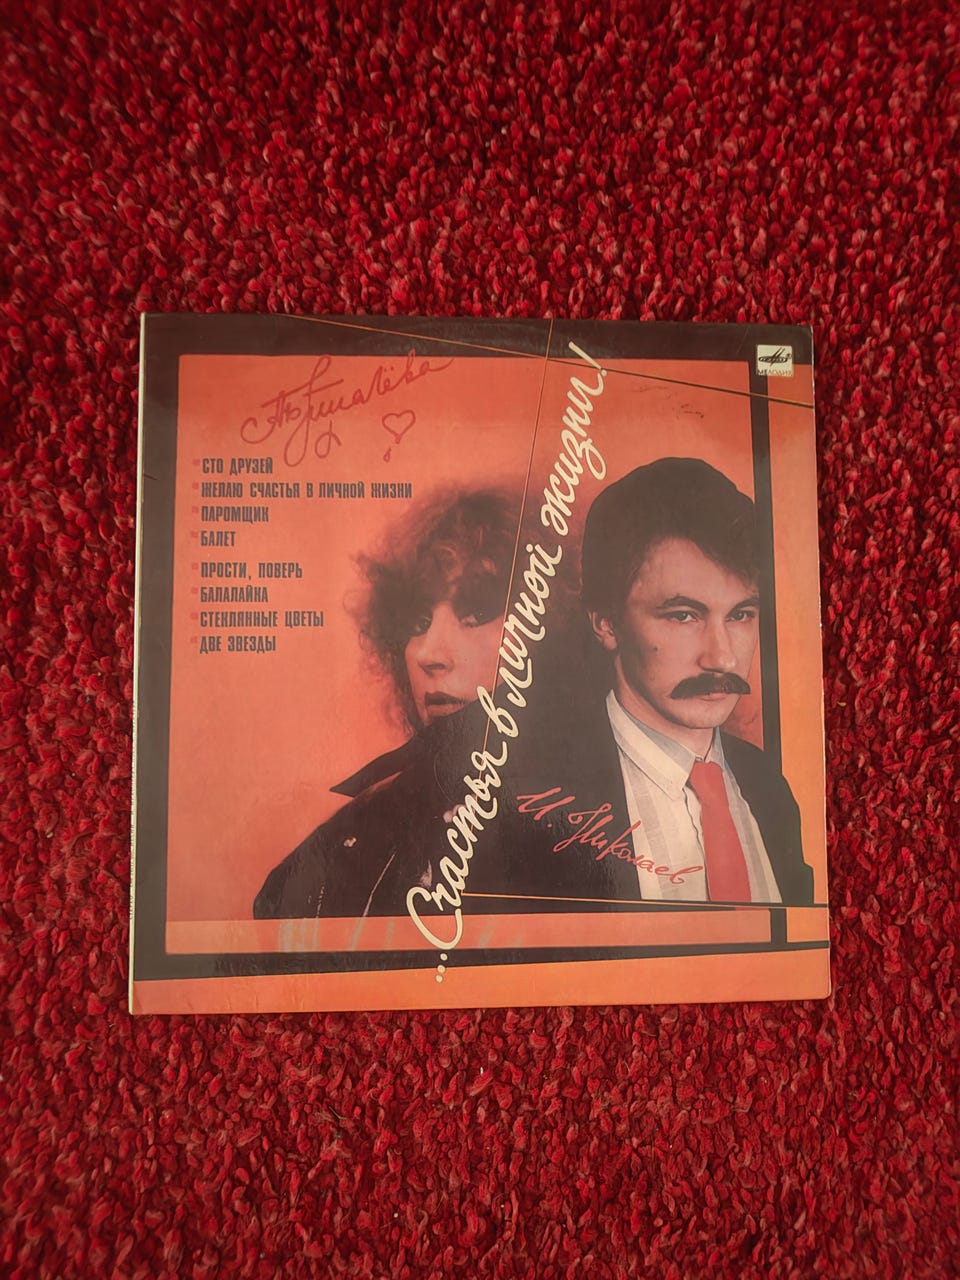 А. Пугачёва
СТО ДРУЗЕЙ
ЖЕЛАЮ СЧАСТЬЯ В ЛИЧНОЙ ЖИЗНИ
ПАРОМЩИК
БАЛЕТ
ПРОСТИ, ПОВЕРЬ
БАЛАЛАЙКА
СТЕКЛЯННЫЕ ЦВЕТЫ
ДВЕ ЗВЕЗДЫ
...Счастья в личной жизни!
И. Николаев
МЕЛОДИЯ